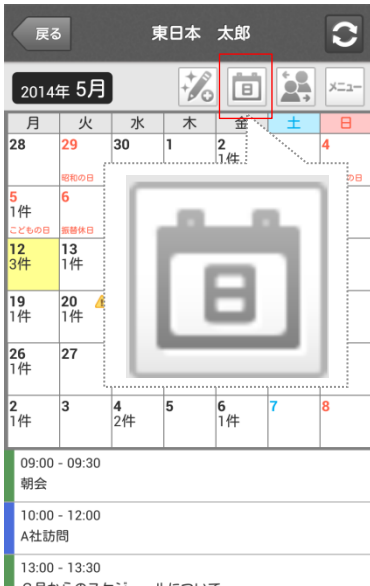 戻る 東日本 太郎
2014年 5月 日 メニュー
月 火 水 木 金 土 日
28 29 30 1 2 4
1件
昭和の日 の日
5 6
1件
こどもの日 振替休日
12 13
3件 1件
19 20
1件 1件
26 27
1件
日
2 3 4 5 6 7 8
1件 2件 1件
09:00 - 09:30
朝会
10:00 - 12:00
A社訪問
13:00 - 13:30